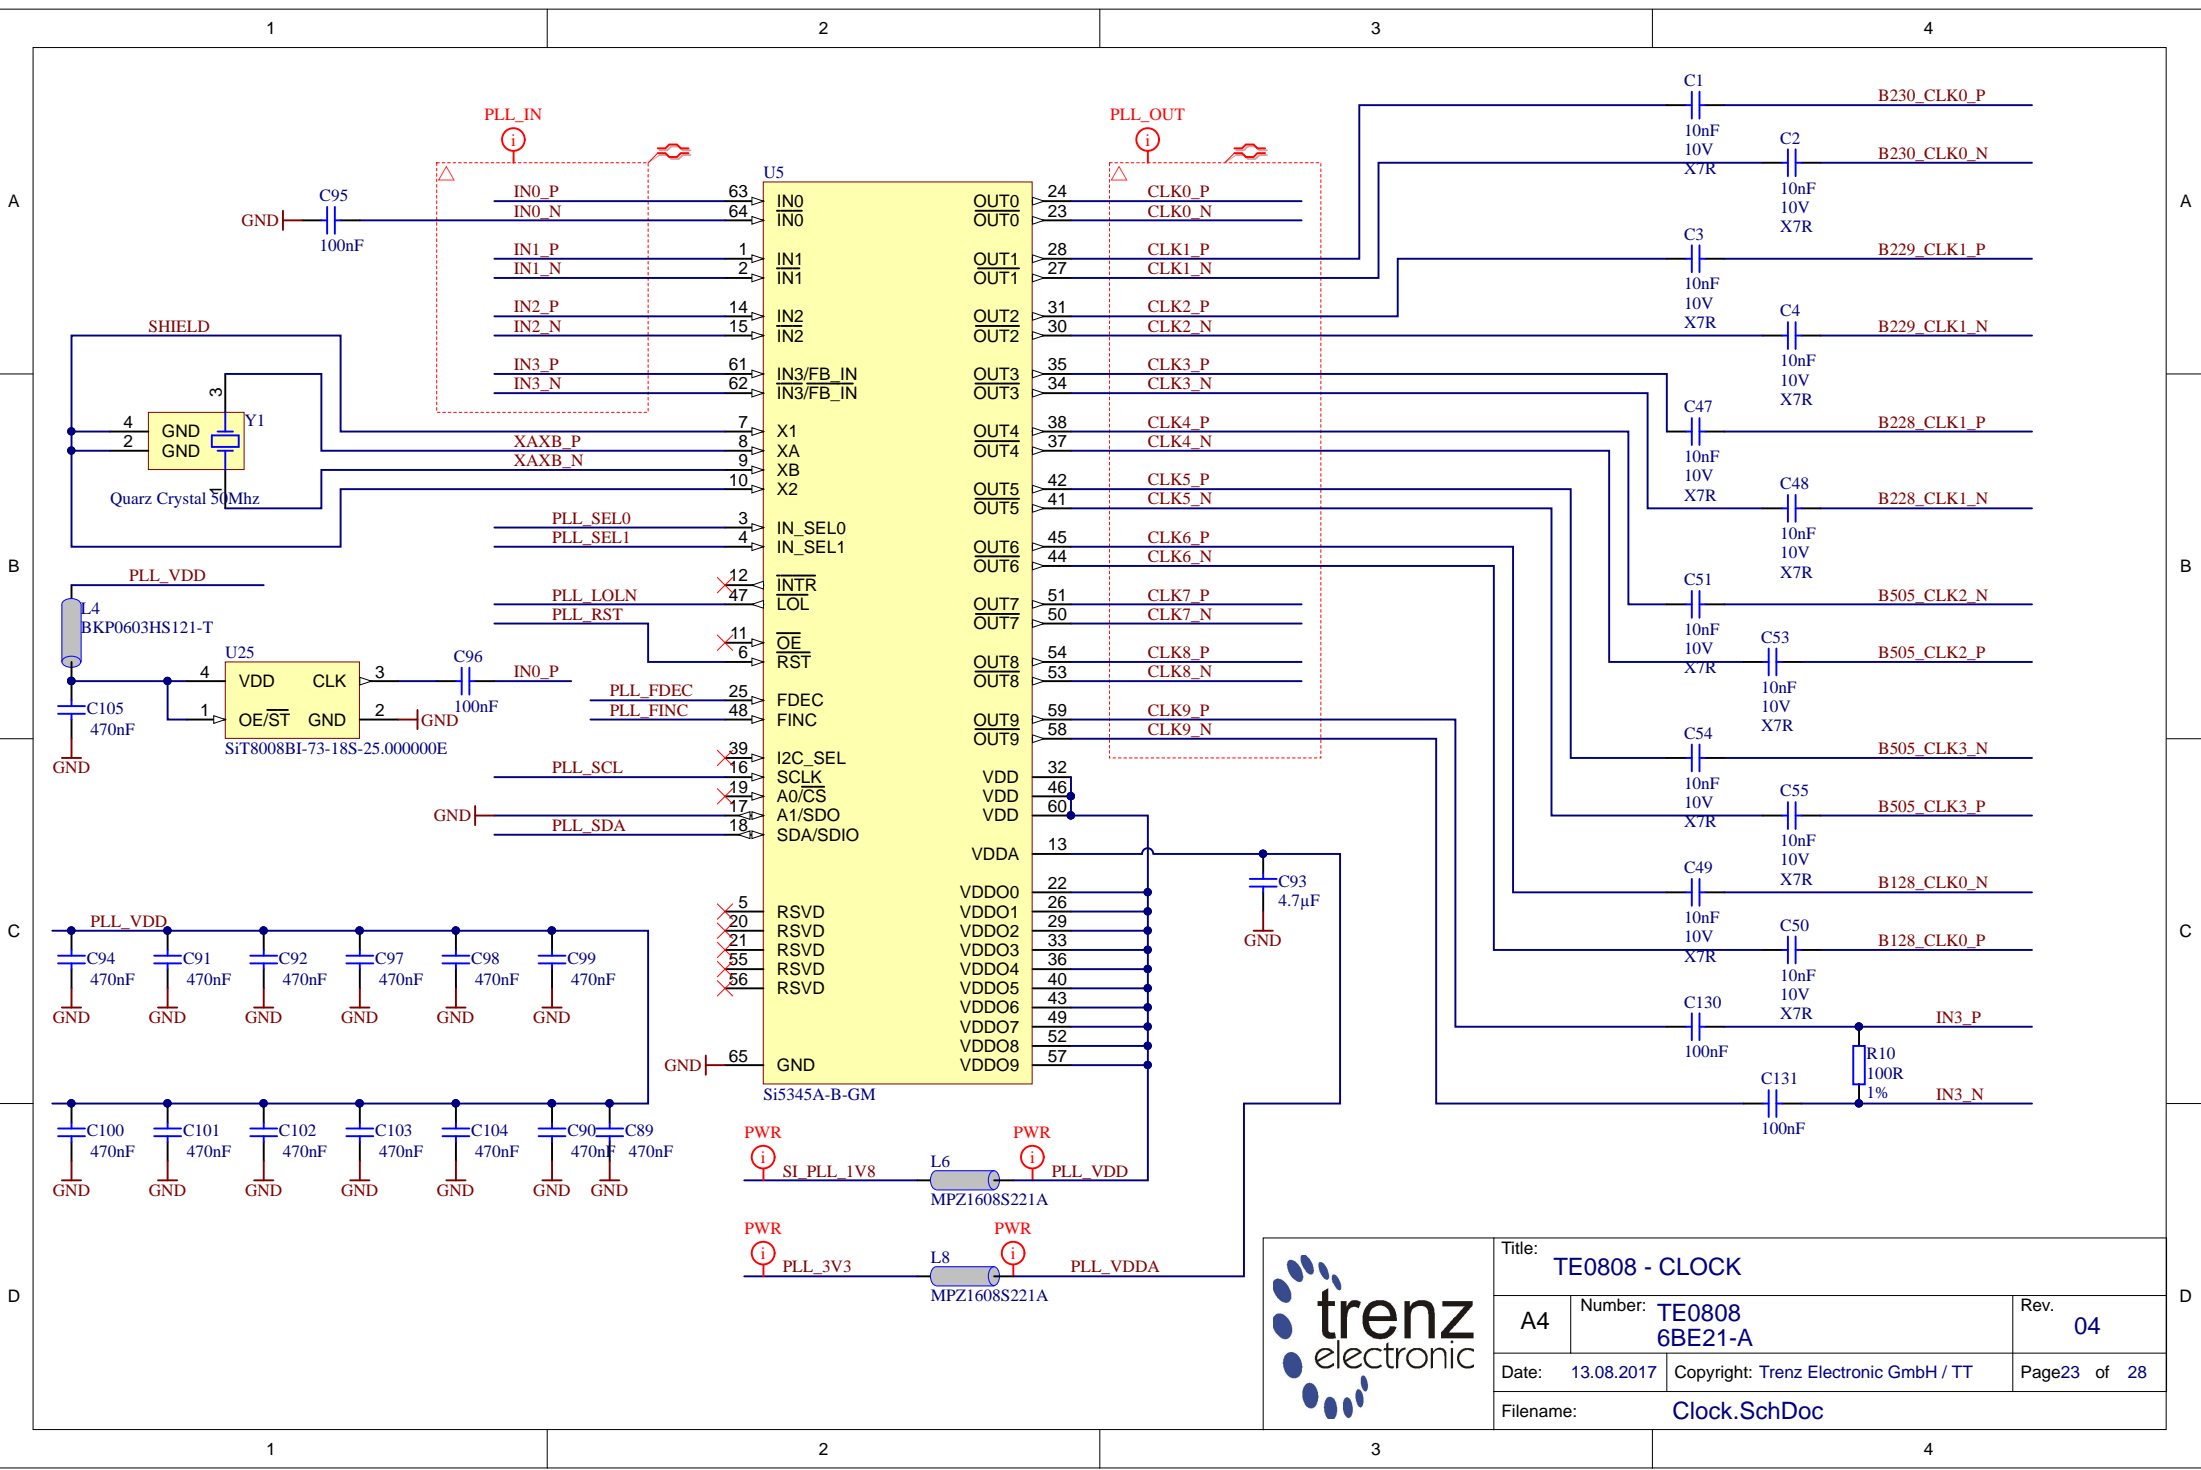 1
2
3
4
A
B
C
D
A
B
C
D
1
2
3
4
PLL_IN
i
IN0_P
IN0_N
IN1_P
IN1_N
IN2_P
IN2_N
IN3_P
IN3_N
C95
GND
100nF
SHIELD
Y1
3
4
GND
2
GND
1
Quarz Crystal 50Mhz
XAXB_P
XAXB_N
PLL_SEL0
PLL_SEL1
PLL_LOLN
PLL_RST
PLL_FDEC
PLL_FINC
PLL_SCL
GND
PLL_SDA
PLL_VDD
L4
BKP0603HS121-T
C105
470nF
GND
U25
4
VDD
CLK
3
1
OE/ST
GND
2
GND
SiT8008BI-73-18S-25.000000E
C96
100nF
IN0_P
PLL_VDD
C94
470nF
GND
C91
470nF
GND
C92
470nF
GND
C97
470nF
GND
C98
470nF
GND
C99
470nF
GND
C100
470nF
GND
C101
470nF
GND
C102
470nF
GND
C103
470nF
GND
C104
470nF
GND
C90
470nF
GND
C89
470nF
GND
U5
63 IN0
64 IN0
1 IN1
2 IN1
14 IN2
15 IN2
61 IN3/FB_IN
62 IN3/FB_IN
7 X1
8 XA
9 XB
10 X2
3 IN_SEL0
4 IN_SEL1
12 INTR
47 LOL
11 OE
6 RST
25 FDEC
48 FINC
39 I2C_SEL
16 SCLK
19 A0/CS
17 A1/SDO
18 SDA/SDIO
5 RSVD
20 RSVD
21 RSVD
55 RSVD
56 RSVD
GND 65 GND
Si5345A-B-GM
OUT0 24
OUT0 23
OUT1 28
OUT1 27
OUT2 31
OUT2 30
OUT3 35
OUT3 34
OUT4 38
OUT4 37
OUT5 42
OUT5 41
OUT6 45
OUT6 44
OUT7 51
OUT7 50
OUT8 54
OUT8 53
OUT9 59
OUT9 58
VDD 32
VDD 46
VDD 60
VDDA 13
VDDO0 22
VDDO1 26
VDDO2 29
VDDO3 33
VDDO4 36
VDDO5 40
VDDO6 43
VDDO7 49
VDDO8 52
VDDO9 57
PLL_OUT
i
CLK0_P
CLK0_N
CLK1_P
CLK1_N
CLK2_P
CLK2_N
CLK3_P
CLK3_N
CLK4_P
CLK4_N
CLK5_P
CLK5_N
CLK6_P
CLK6_N
CLK7_P
CLK7_N
CLK8_P
CLK8_N
CLK9_P
CLK9_N
C93
4.7µF
GND
C1
10nF
10V
X7R
B230_CLK0_P
C2
10nF
10V
X7R
B230_CLK0_N
C3
10nF
10V
X7R
B229_CLK1_P
C4
10nF
10V
X7R
B229_CLK1_N
C47
10nF
10V
X7R
B228_CLK1_P
C48
10nF
10V
X7R
B228_CLK1_N
C51
10nF
10V
X7R
B505_CLK2_N
C53
10nF
10V
X7R
B505_CLK2_P
C54
10nF
10V
X7R
B505_CLK3_N
C55
10nF
10V
X7R
B505_CLK3_P
C49
10nF
10V
X7R
B128_CLK0_N
C50
10nF
10V
X7R
B128_CLK0_P
C130
100nF
IN3_P
R10
100R
1%
C131
100nF
IN3_N
PWR
i
SI_PLL_1V8
L6
MPZ1608S221A
PWR
i
PLL_VDD
PWR
i
PLL_3V3
L8
MPZ1608S221A
PWR
i
PLL_VDDA
trenz
electronic
Title:
TE0808 - CLOCK
A4
Number:
TE0808
6BE21-A
Rev.
04
Date: 13.08.2017
Copyright: Trenz Electronic GmbH / TT
Page23 of 28
Filename:
Clock.SchDoc